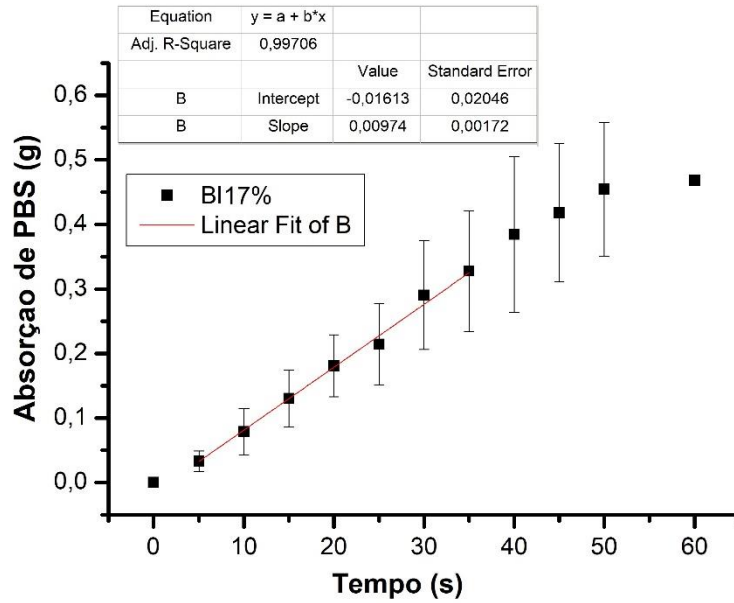 Equation y = a + b*x
Adj. R-Square 0,99706
Value Standard Error
B Intercept -0,01613 0,02046
B Slope 0,00974 0,00172
0,6
0,5
0,4
0,3
0,2
0,1
0,0
Absorçao de PBS (g)
BI17%
Linear Fit of B
0 10 20 30 40 50 60
Tempo (s)